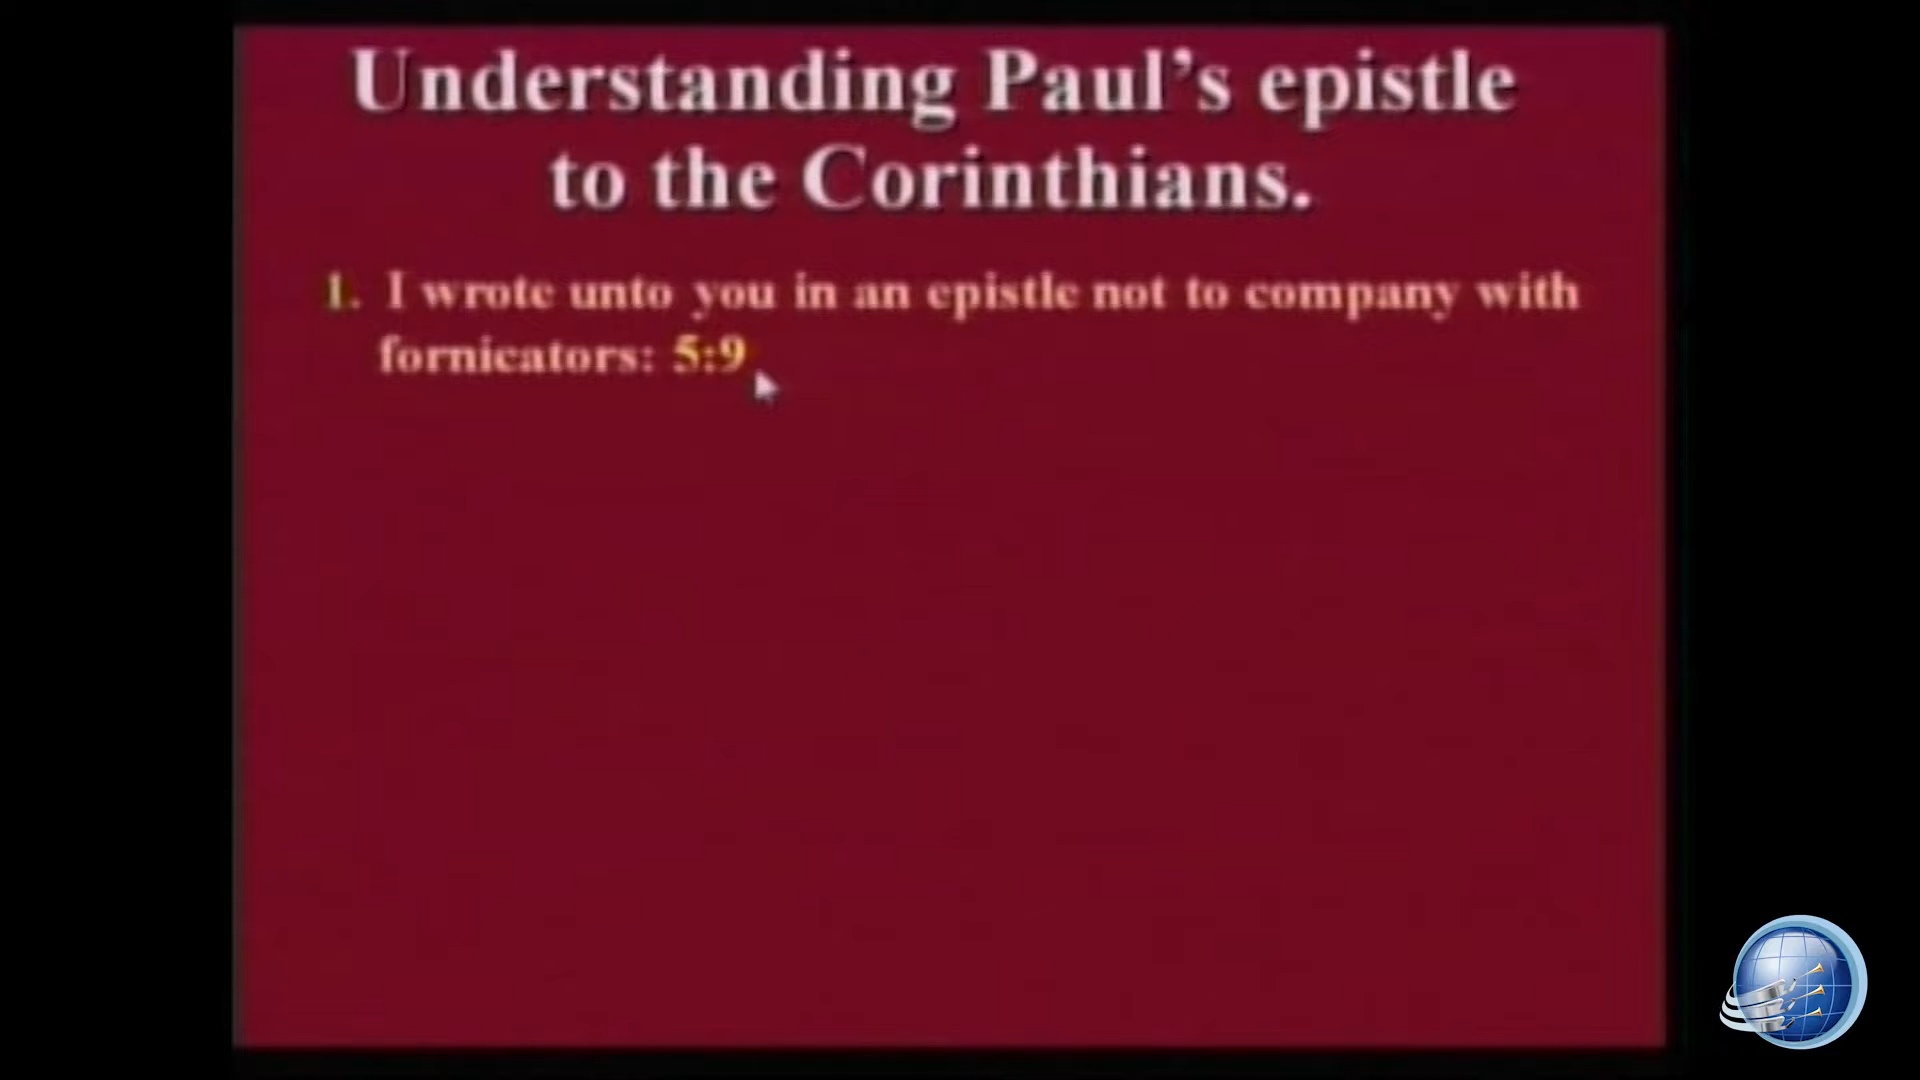 Understanding Paul's epistle
to the Corinthians.
1. I wrote unto you in an epistle not to company with
fornicators: 5:9